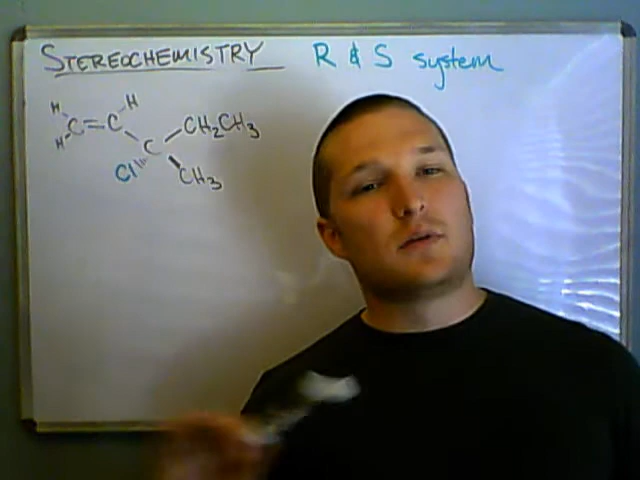 STEREOCHEMISTRY R & S system
H H
C=C C CH2CH3
H
Cl CH3